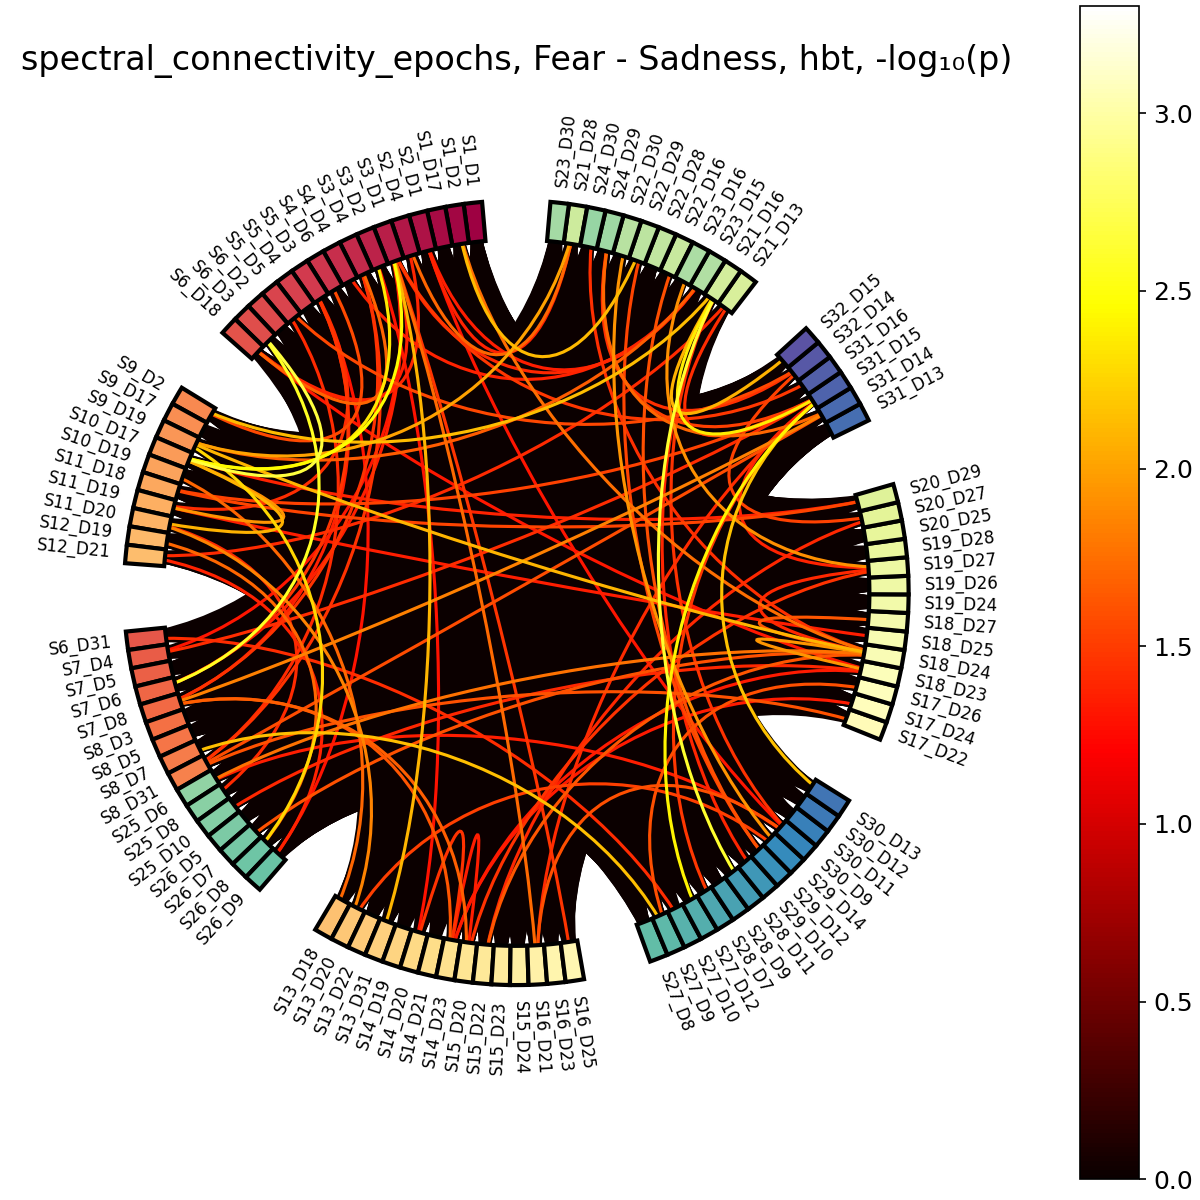 spectral_connectivity_epochs, Fear - Sadness, hbt, -log₁₀(p)
S1_D1
S1_D2
S1_D17
S2_D1
S2_D4
S3_D1
S3_D2
S3_D4
S4_D4
S4_D6
S5_D3
S5_D4
S5_D5
S6_D2
S6_D3
S6_D18
S9_D2
S9_D17
S9_D19
S10_D17
S10_D19
S11_D18
S11_D19
S11_D20
S12_D19
S12_D21
S6_D31
S7_D4
S7_D5
S7_D6
S7_D8
S8_D3
S8_D5
S8_D7
S8_D31
S25_D6
S25_D8
S25_D10
S26_D5
S26_D7
S26_D8
S26_D9
S13_D18
S13_D20
S13_D22
S13_D31
S14_D19
S14_D20
S14_D21
S14_D23
S15_D20
S15_D22
S15_D23
S15_D24
S16_D21
S16_D23
S16_D25
S27_D8
S27_D9
S27_D10
S27_D12
S28_D7
S28_D9
S28_D11
S29_D10
S29_D12
S29_D14
S30_D9
S30_D11
S30_D12
S30_D13
S17_D22
S17_D24
S17_D26
S18_D23
S18_D24
S18_D25
S18_D27
S19_D24
S19_D26
S19_D27
S19_D28
S20_D25
S20_D27
S20_D29
S31_D13
S31_D14
S31_D15
S31_D16
S32_D14
S32_D15
S21_D13
S21_D16
S23_D15
S23_D16
S22_D16
S22_D28
S22_D29
S22_D30
S24_D29
S24_D30
S21_D28
S23_D30
3.0
2.5
2.0
1.5
1.0
0.5
0.0